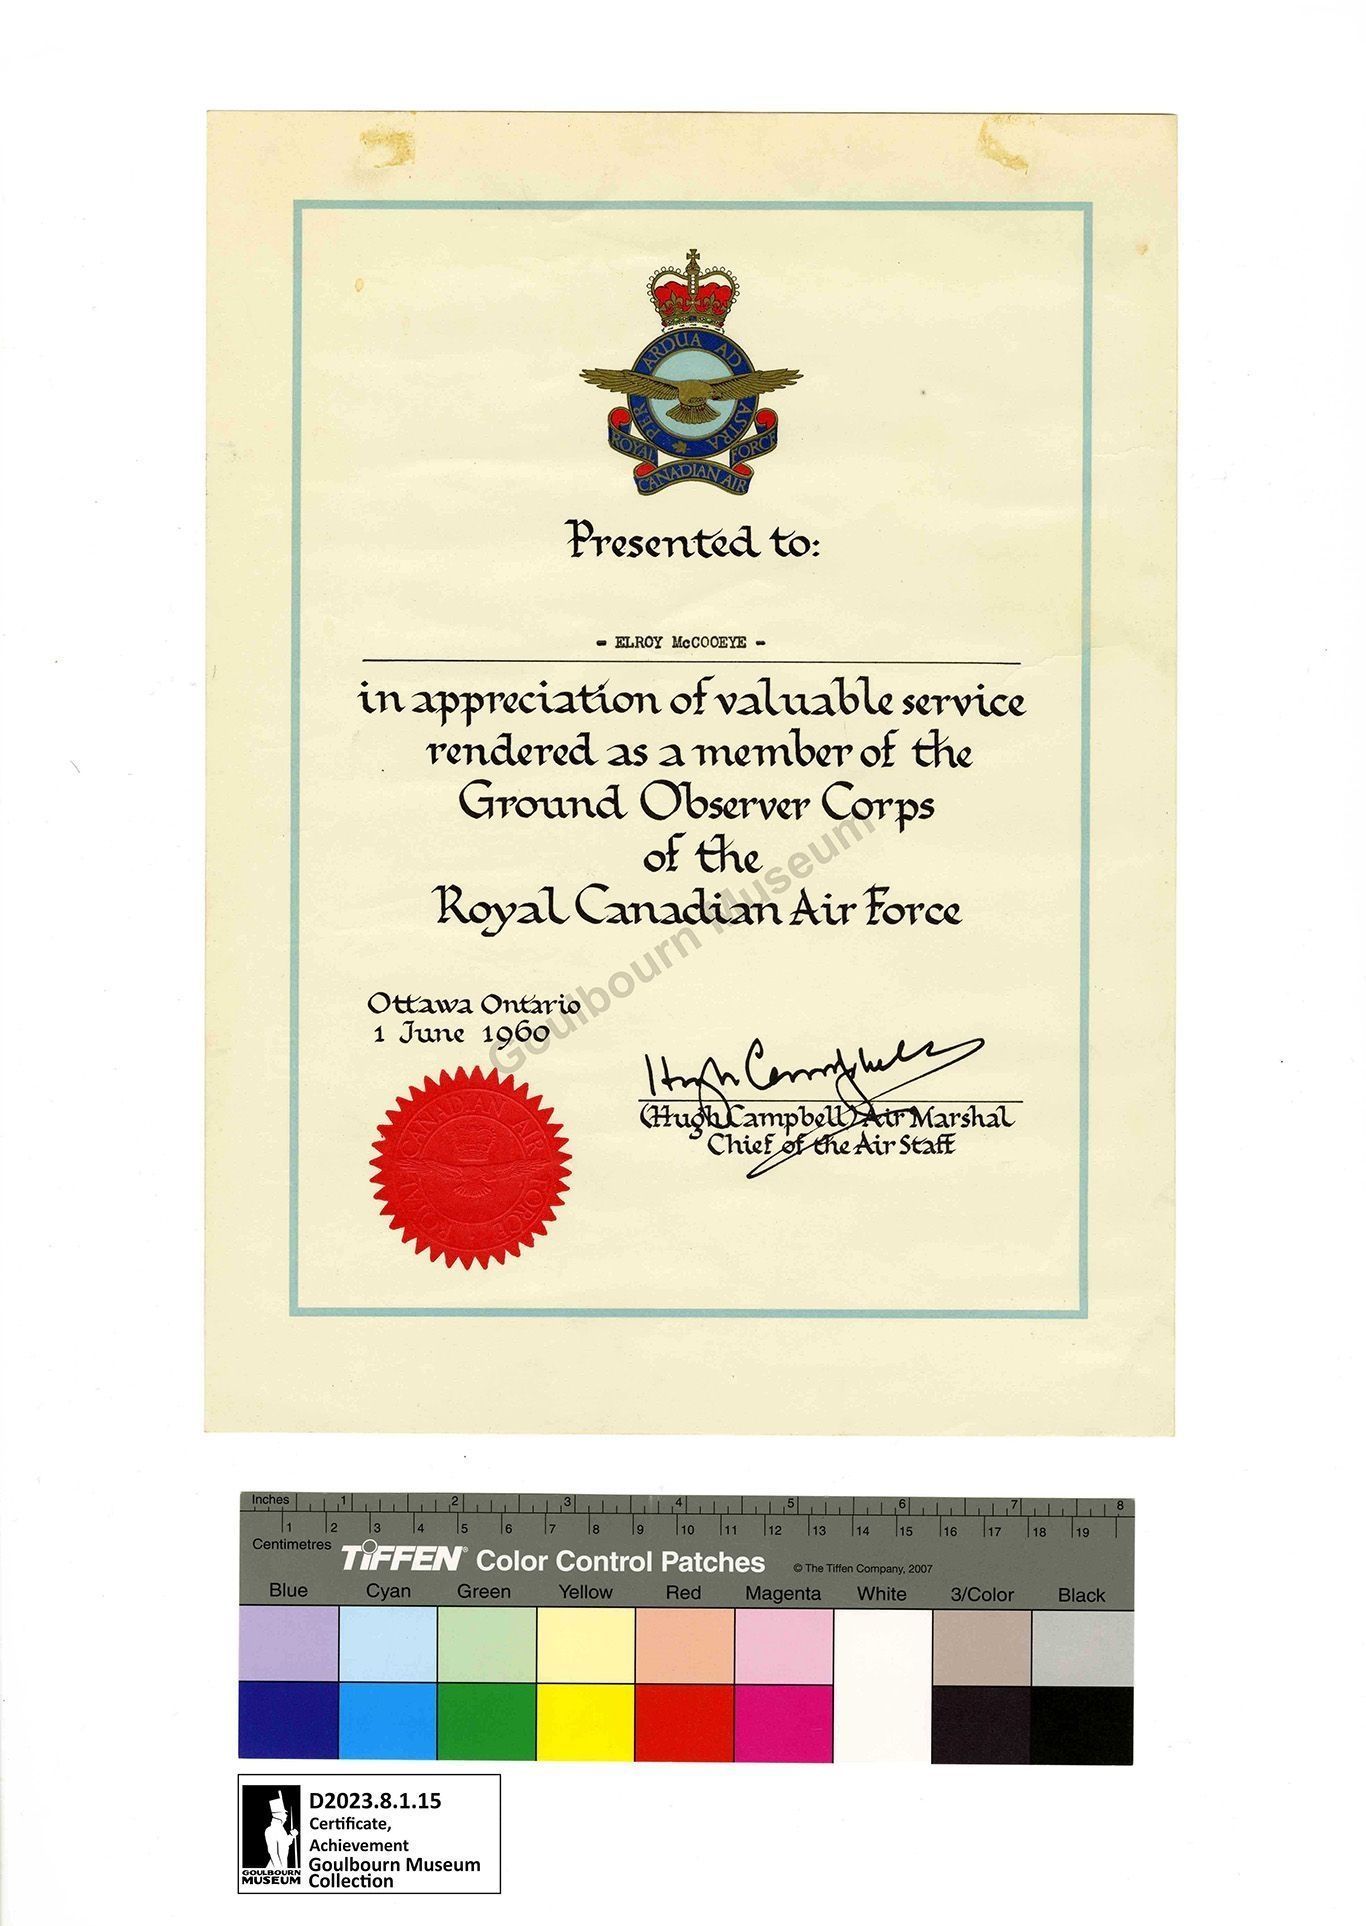 PER ARDUA AD ASTRA
ROYAL CANADIAN AIR FORCE
Presented to:
- ELROY McCOOEYE -
in appreciation of valuable service
rendered as a member of the
Ground Observer Corps
of the
Royal Canadian Air Force
Goulbourn Museum
Ottawa Ontario
1 June 1960
Hugh Campbell
(Hugh Campbell) Air Marshal
Chief of the Air Staff
ROYAL CANADIAN AIR FORCE
Inches 1 2 3 4 5 6 7 8
1 2 3 4 5 6 7 8 9 10 11 12 13 14 15 16 17 18 19
Centimetres
TIFFEN® Color Control Patches © The Tiffen Company, 2007
Blue Cyan Green Yellow Red Magenta White 3/Color Black
D2023.8.1.15
Certificate,
Achievement
Goulbourn Museum
Collection
GOULBOURN
MUSEUM